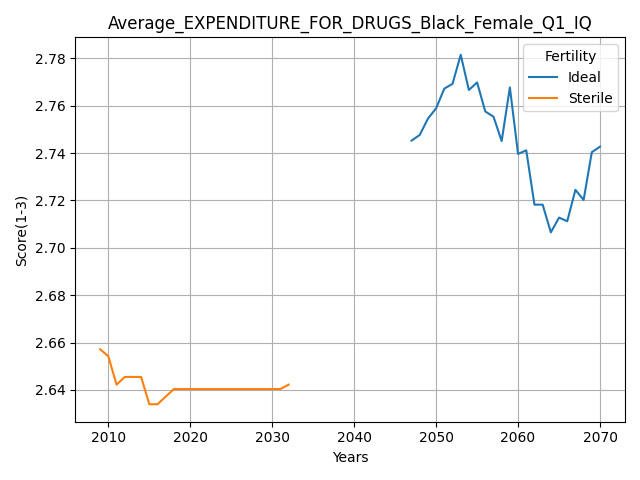 Average_EXPENDITURE_FOR_DRUGS_Black_Female_Q1_IQ
Fertility
Ideal
Sterile
Score(1-3)
2.78
2.76
2.74
2.72
2.70
2.68
2.66
2.64
2010 2020 2030 2040 2050 2060 2070
Years